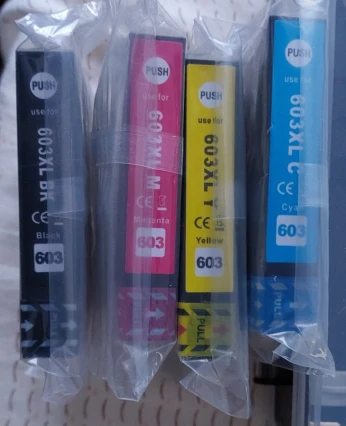 PUSH
use for
603XL BK
CE
Black
603
PUSH
use for
603XL M
CE
Magenta
603
PUSH
use for
603XL Y
CE
Yellow
603
PULL
PUSH
use for
603XL C
CE
Cyan
603
PULL